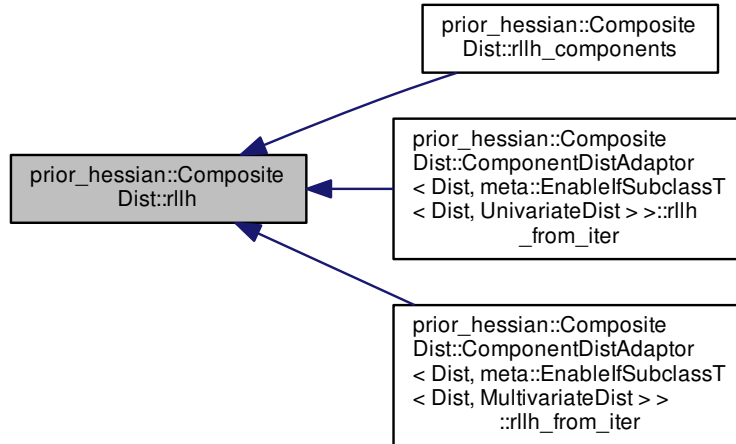 prior_hessian::Composite
Dist::rllh_components
prior_hessian::Composite
Dist::rllh
prior_hessian::Composite
Dist::ComponentDistAdaptor
< Dist, meta::EnableIfSubclassT
< Dist, UnivariateDist > >::rllh
_from_iter
prior_hessian::Composite
Dist::ComponentDistAdaptor
< Dist, meta::EnableIfSubclassT
< Dist, MultivariateDist > >
::rllh_from_iter